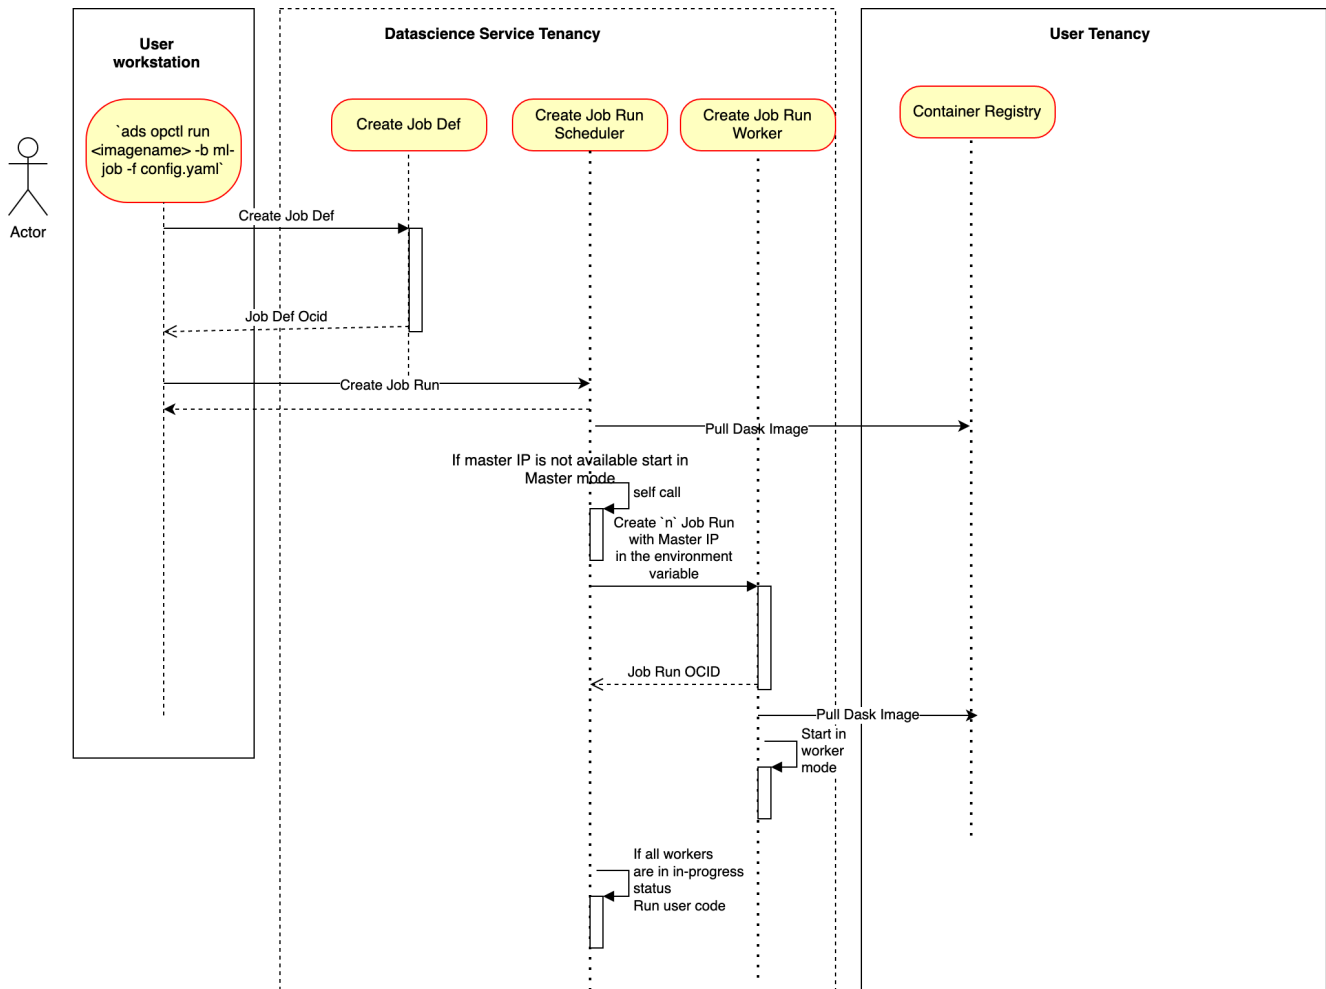 User
workstation
Datascience Service Tenancy
User Tenancy
`ads opctl run
<imagename> -b ml-
job -f config.yaml`
Create Job Def
Create Job Run
Scheduler
Create Job Run
Worker
Container Registry
Actor
Create Job Def
Job Def Ocid
Create Job Run
Pull Dask Image
If master IP is not available start in
Master mode
self call
Create `n` Job Run
with Master IP
in the environment
variable
Job Run OCID
Pull Dask Image
Start in
worker
mode
If all workers
are in in-progress
status
Run user code